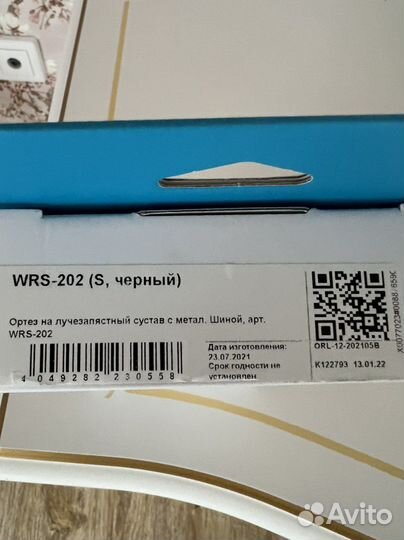 WRS-202 (S, черный)
Ортез на лучезапястный сустав с метал. Шиной, арт.
WRS-202
4 049282 230558
Дата изготовления:
23.07.2021
Срок годности не
установлен
ORL-12-202105B
K122793 13.01.22
Avito